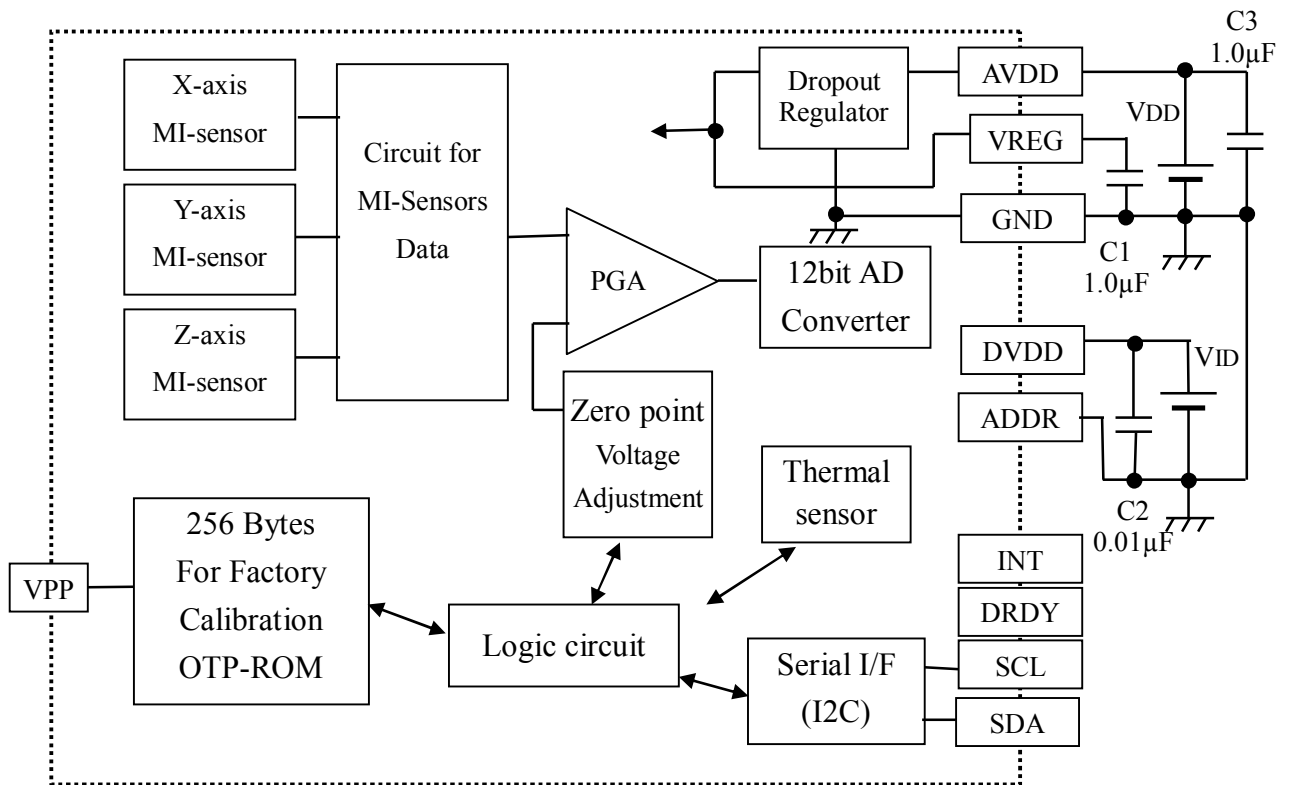 C3
1.0μF
X-axis
MI-sensor
Y-axis
MI-sensor
Z-axis
MI-sensor
Circuit for
MI-Sensors
Data
Dropout
Regulator
AVDD
VREG
GND
VDD
C1
1.0μF
PGA
12bit AD
Converter
DVDD
ADDR
VID
C2
0.01μF
Zero point
Voltage
Adjustment
Thermal
sensor
256 Bytes
For Factory
Calibration
OTP-ROM
VPP
Logic circuit
Serial I/F
(I2C)
INT
DRDY
SCL
SDA